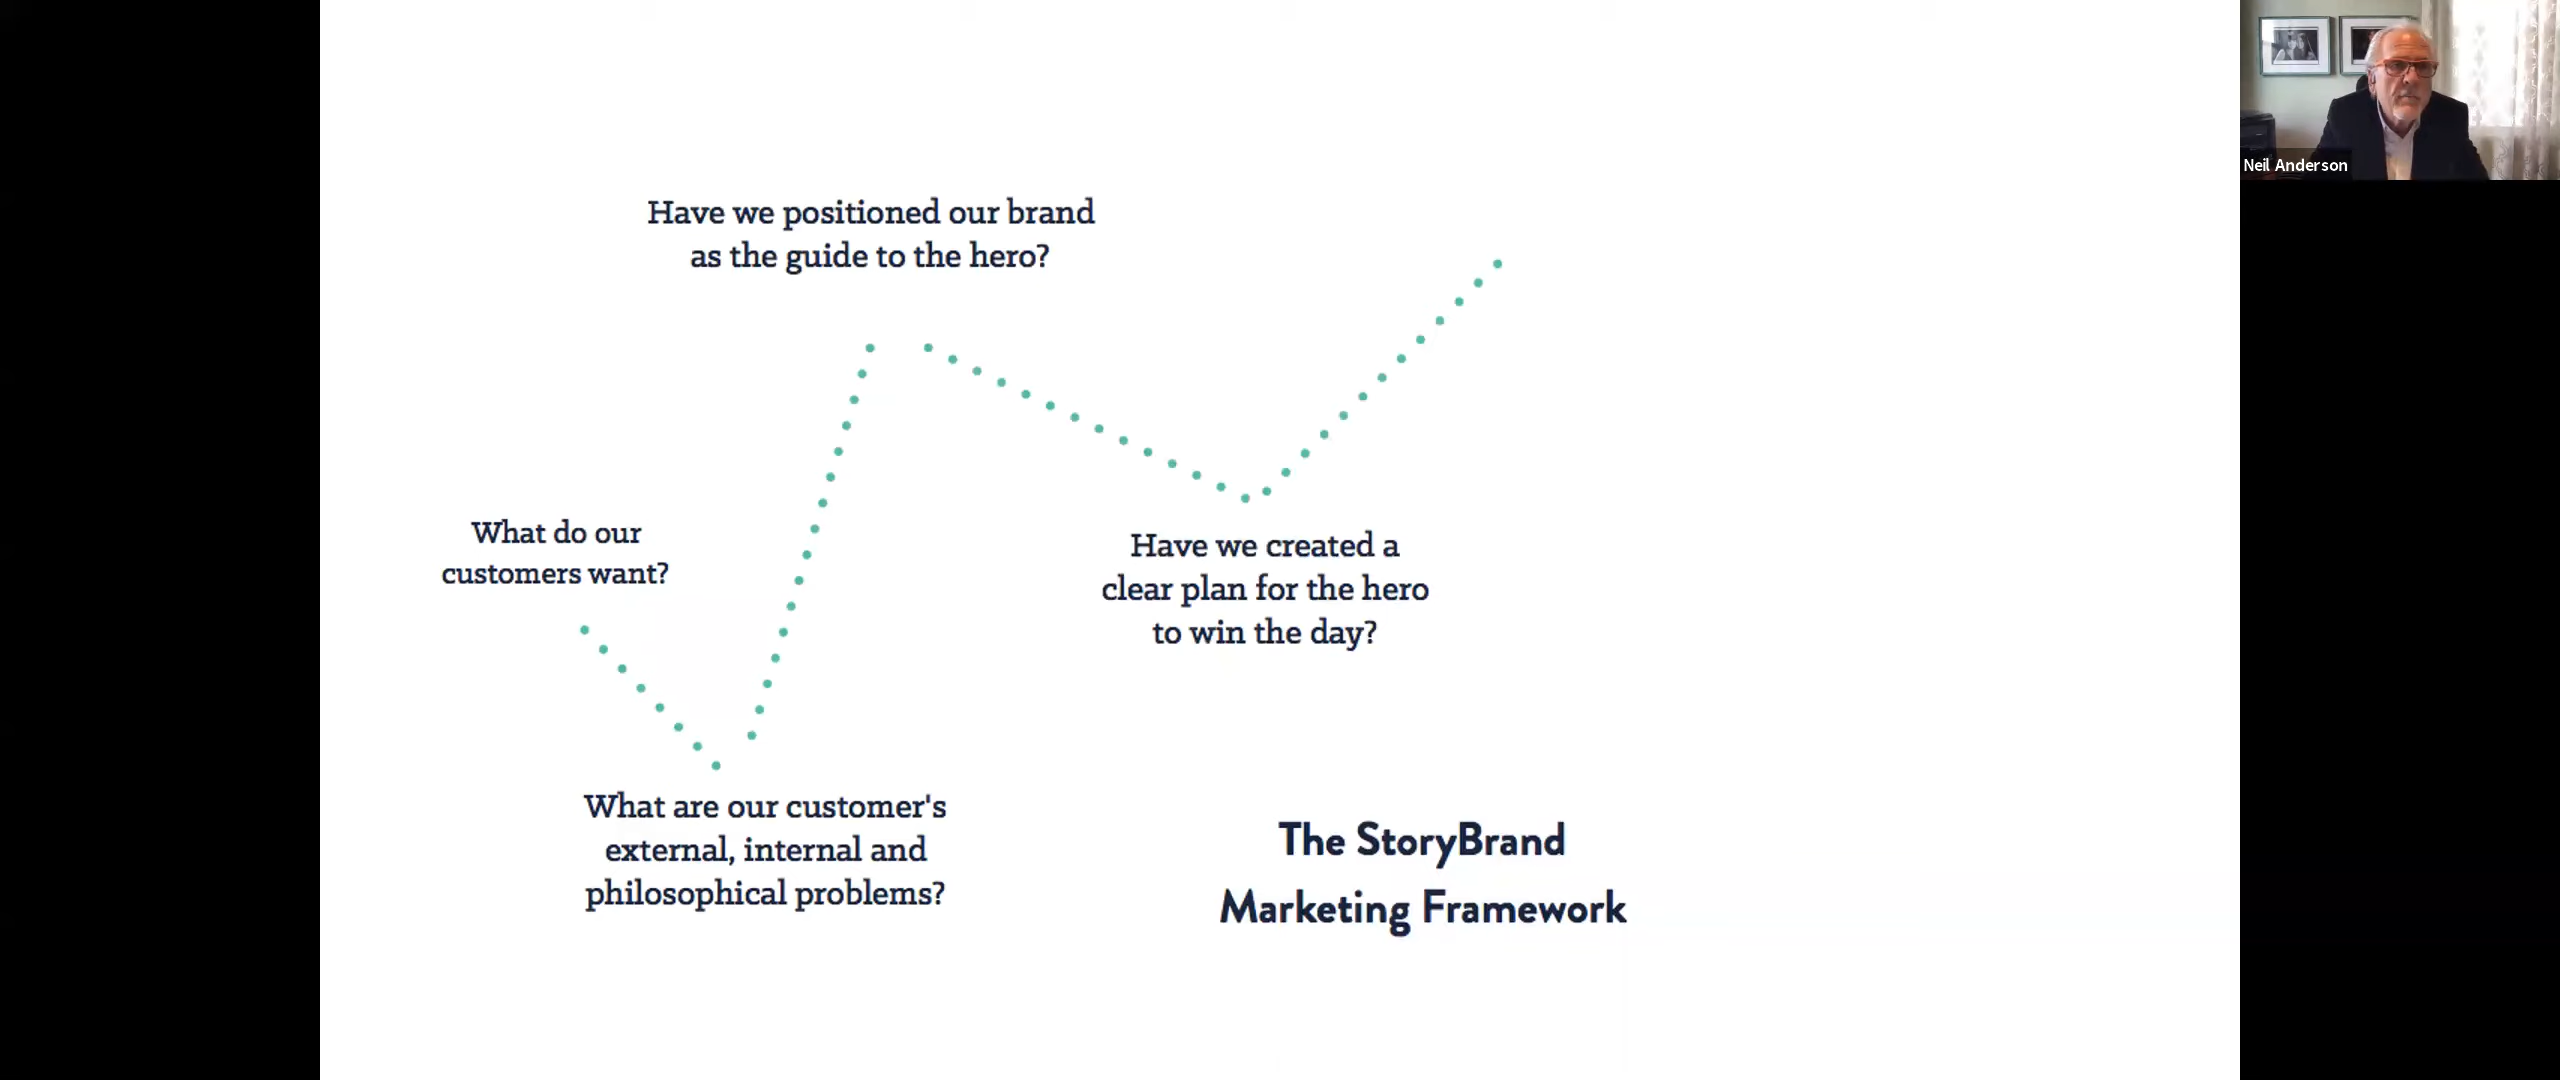 Have we positioned our brand
as the guide to the hero?
What do our
customers want?
Have we created a
clear plan for the hero
to win the day?
What are our customer's
external, internal and
philosophical problems?
The StoryBrand
Marketing Framework
Neil Anderson